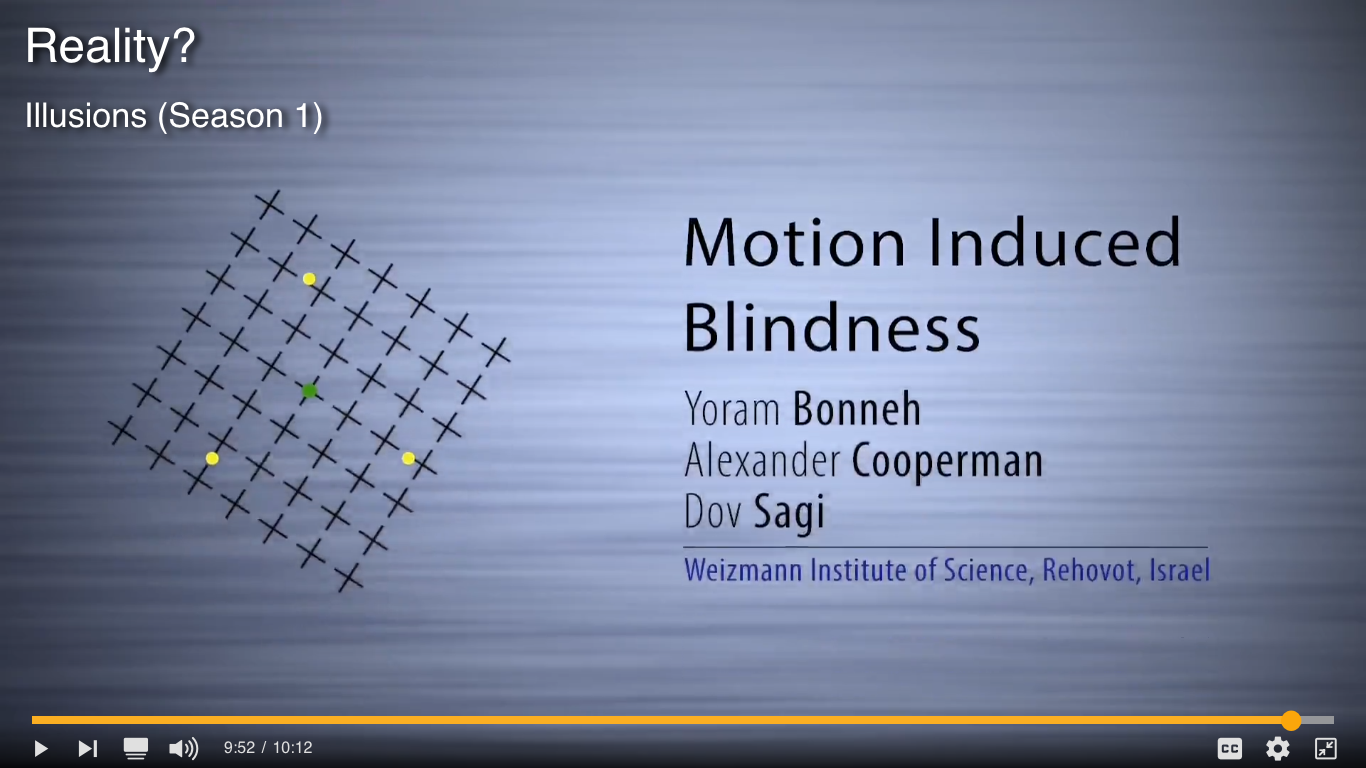 Reality?
Illusions (Season 1)
Motion Induced
Blindness
Yoram Bonneh
Alexander Cooperman
Dov Sagi
Weizmann Institute of Science, Rehovot, Israel
9:52 / 10:12
CC